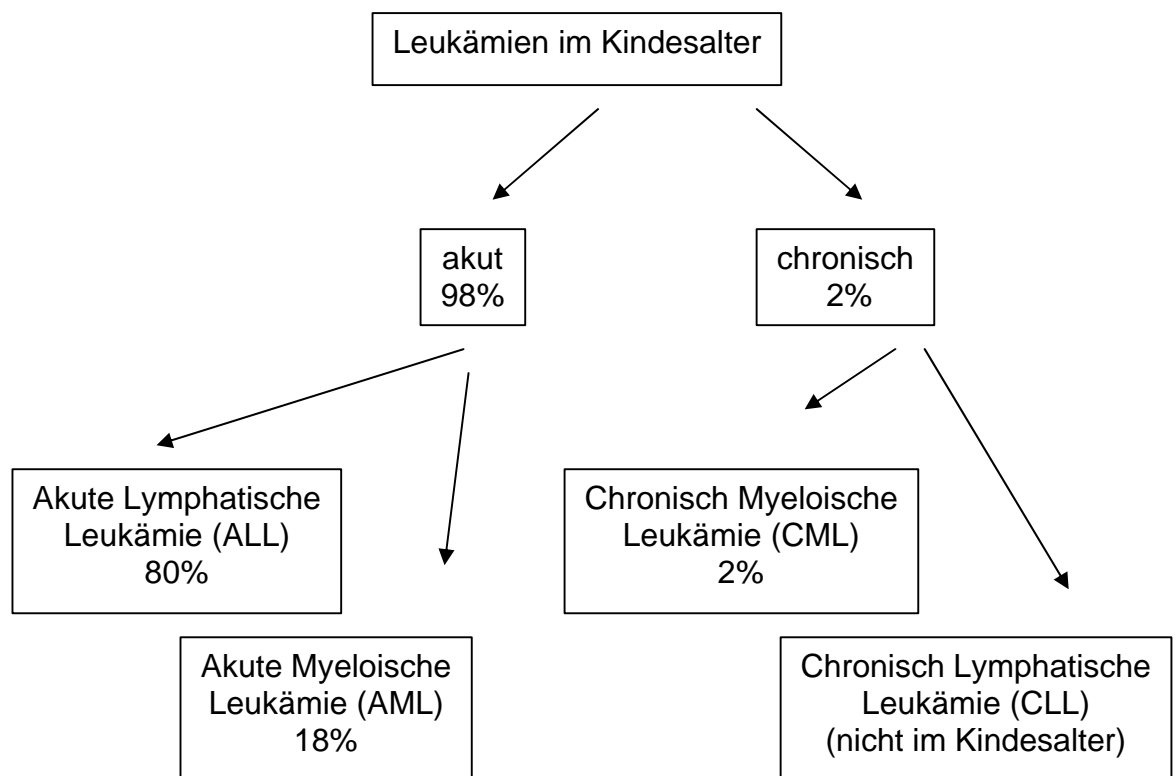 Leukämien im Kindesalter
akut
98%
chronisch
2%
Akute Lymphatische
Leukämie (ALL)
80%
Akute Myeloische
Leukämie (AML)
18%
Chronisch Myeloische
Leukämie (CML)
2%
Chronisch Lymphatische
Leukämie (CLL)
(nicht im Kindesalter)